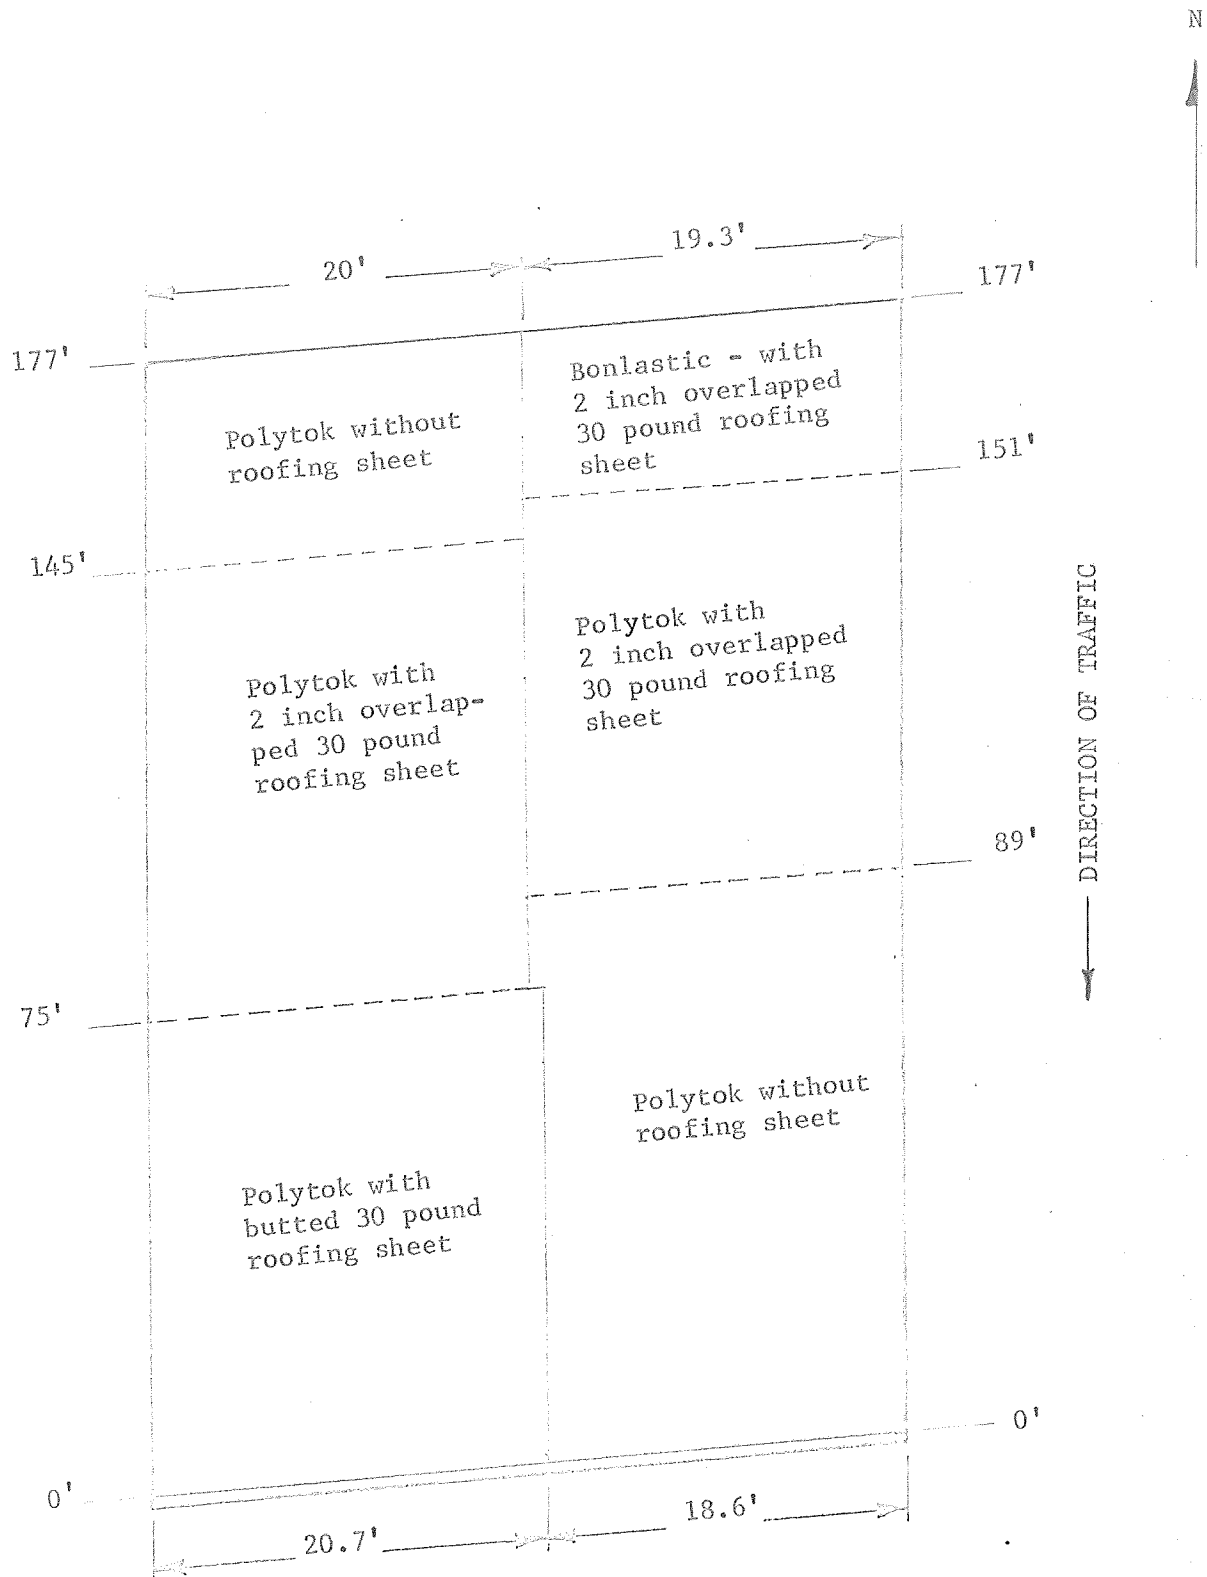 N
19.3'
20'
177'
177'
Bonlastic - with
2 inch overlapped
30 pound roofing
sheet
Polytok without
roofing sheet
151'
145'
Polytok with
2 inch overlapped
30 pound roofing
sheet
DIRECTION OF TRAFFIC
Polytok with
2 inch overlap-
ped 30 pound
roofing sheet
89'
75'
Polytok without
roofing sheet
Polytok with
butted 30 pound
roofing sheet
0'
0'
18.6'
20.7'